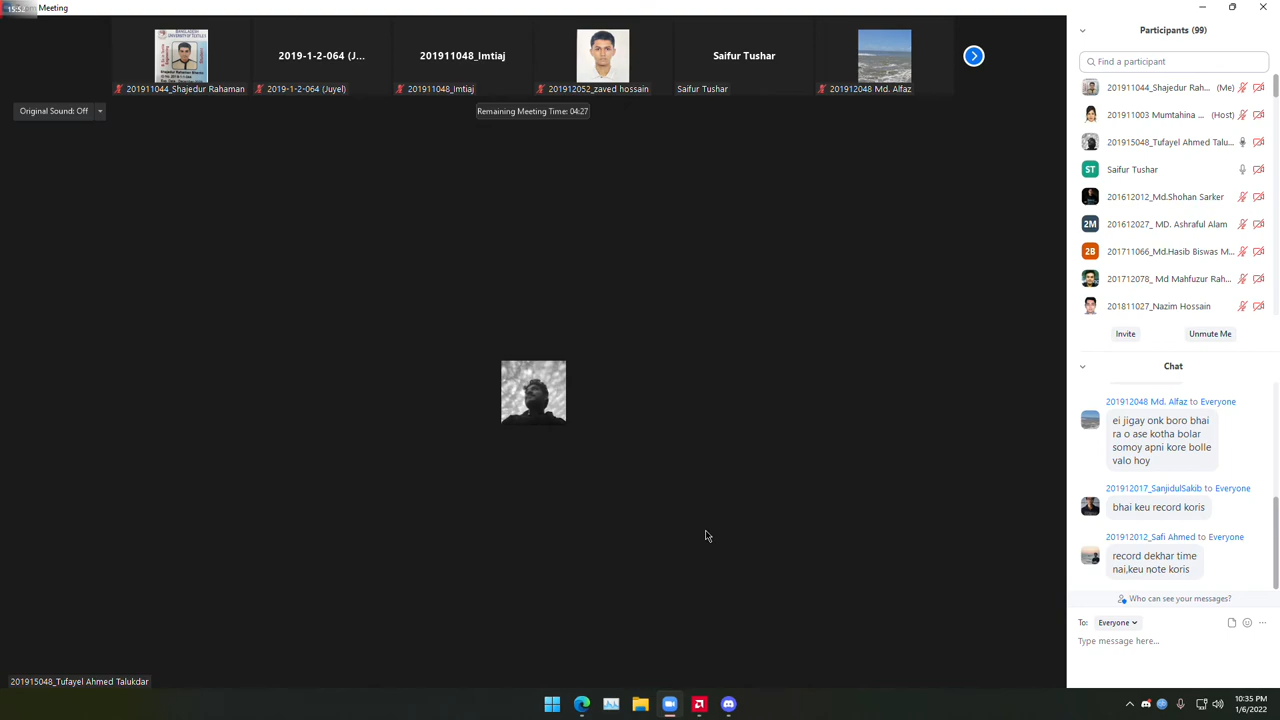 15:52
Meeting
2019-1-2-064 (J...
201911048_Imtiaj
Saifur Tushar
201911044_Shajedur Rahaman
2019-1-2-064 (Juyel)
201911048_Imtiaj
201912052_zaved hossain
Saifur Tushar
201912048 Md. Alfaz
Original Sound: Off
Remaining Meeting Time: 04:27
201915048_Tufayel Ahmed Talukdar
Participants (99)
Find a participant
201911044_Shajedur Rah... (Me)
201911003 Mumtahina ... (Host)
201915048_Tufayel Ahmed Talu...
ST Saifur Tushar
201612012_Md.Shohan Sarker
2M 201612027_ MD. Ashraful Alam
2B 201711066_Md.Hasib Biswas M...
201712078_ Md Mahfuzur Rah...
201811027_Nazim Hossain
Invite
Unmute Me
Chat
201912048 Md. Alfaz to Everyone
ei jigay onk boro bhai
ra o ase kotha bolar
somoy apni kore bolle
valo hoy
201912017_SanjidulSakib to Everyone
bhai keu record koris
201912012_Safi Ahmed to Everyone
record dekhar time
nai,keu note koris
Who can see your messages?
To: Everyone
Type message here...
10:35 PM
1/6/2022